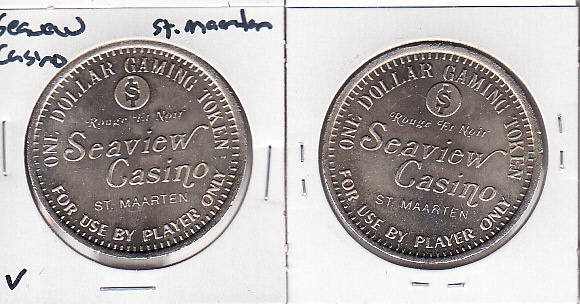 Seaview
Casino
St. Maarten
ONE DOLLAR GAMING TOKEN
$
Rouge Et Noir
Seaview
Casino
ST. MAARTEN
FOR USE BY PLAYER ONLY
ONE DOLLAR GAMING TOKEN
$
Rouge Et Noir
Seaview
Casino
ST. MAARTEN
FOR USE BY PLAYER ONLY